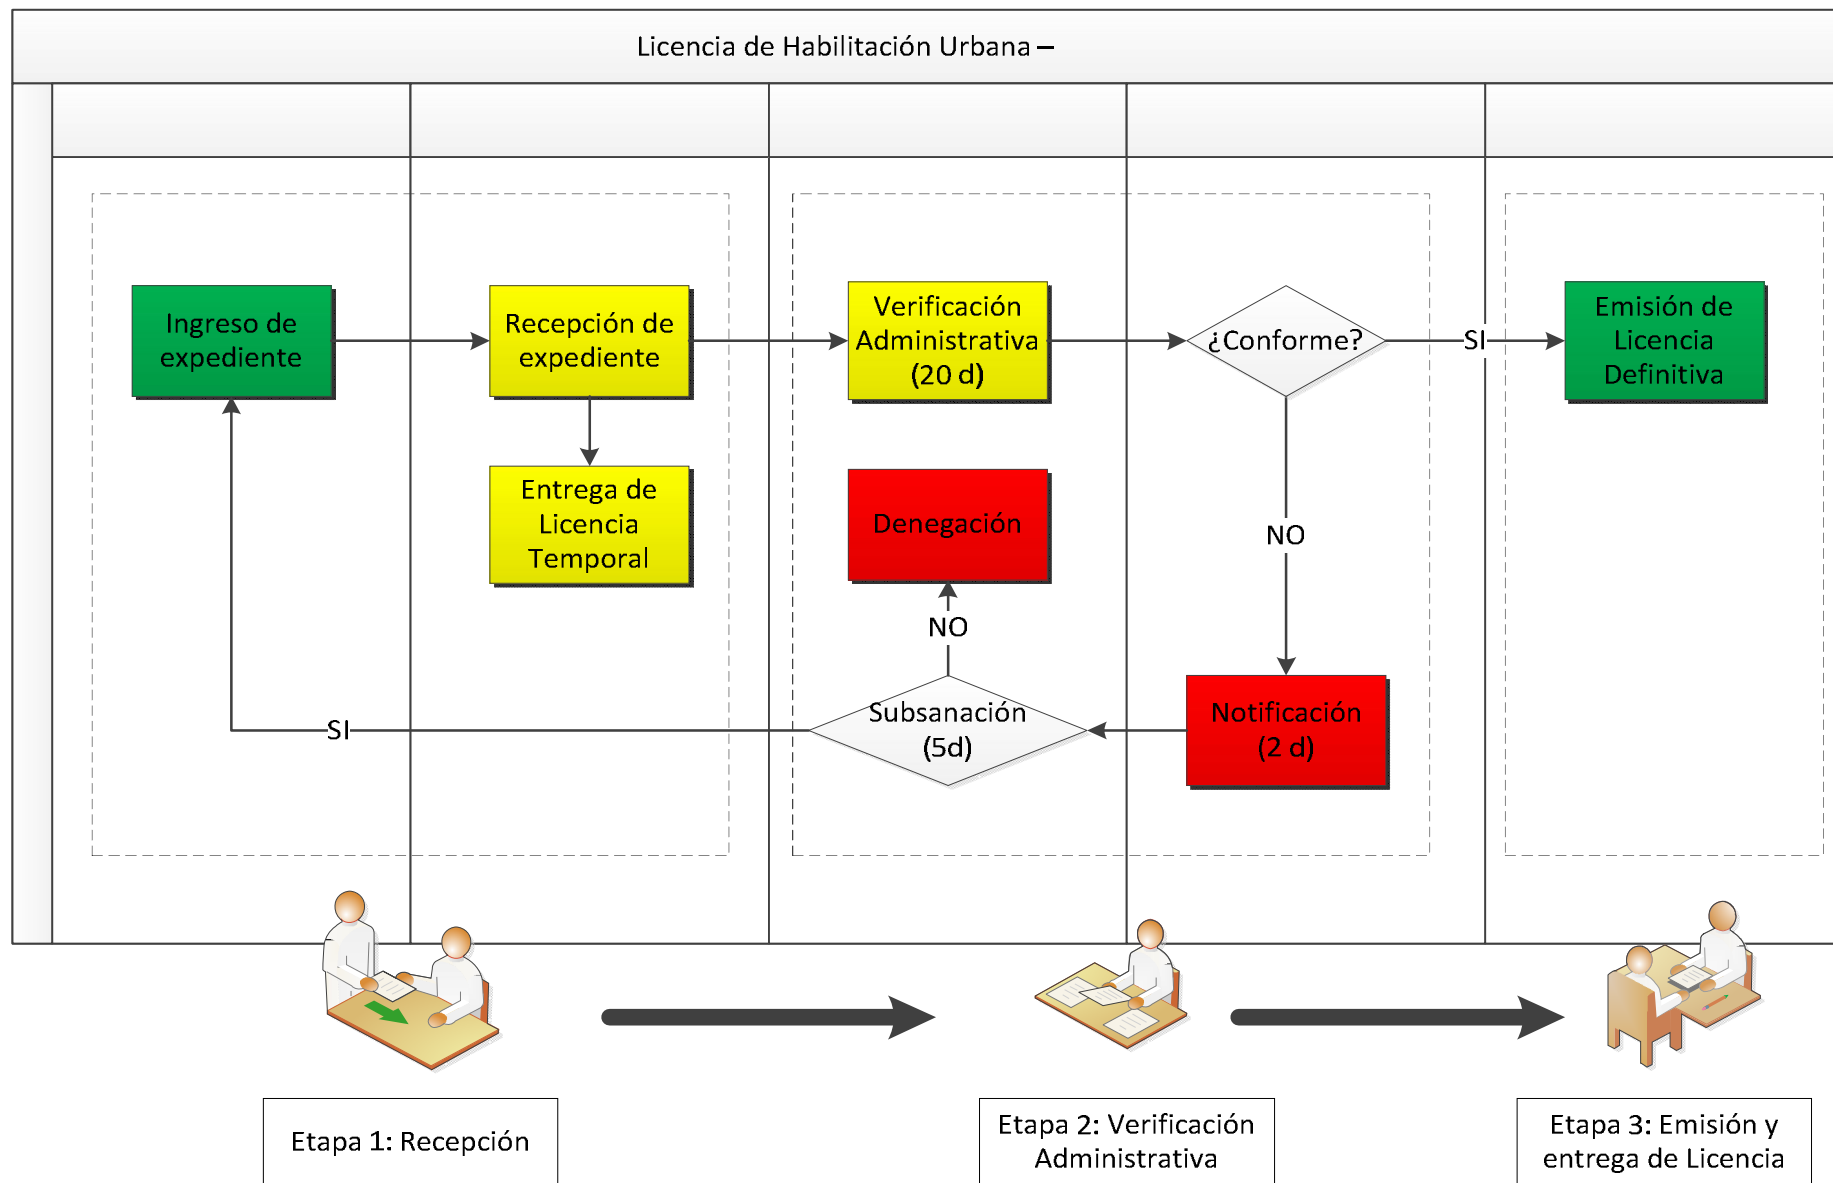 Licencia de Habilitación Urbana –
Ingreso de
expediente
Recepción de
expediente
Verificación
Administrativa
(20 d)
¿Conforme?
SI
Emisión de
Licencia
Definitiva
Entrega de
Licencia
Temporal
Denegación
NO
NO
SI
Subsanación
(5d)
Notificación
(2 d)
Etapa 1: Recepción
Etapa 2: Verificación
Administrativa
Etapa 3: Emisión y
entrega de Licencia